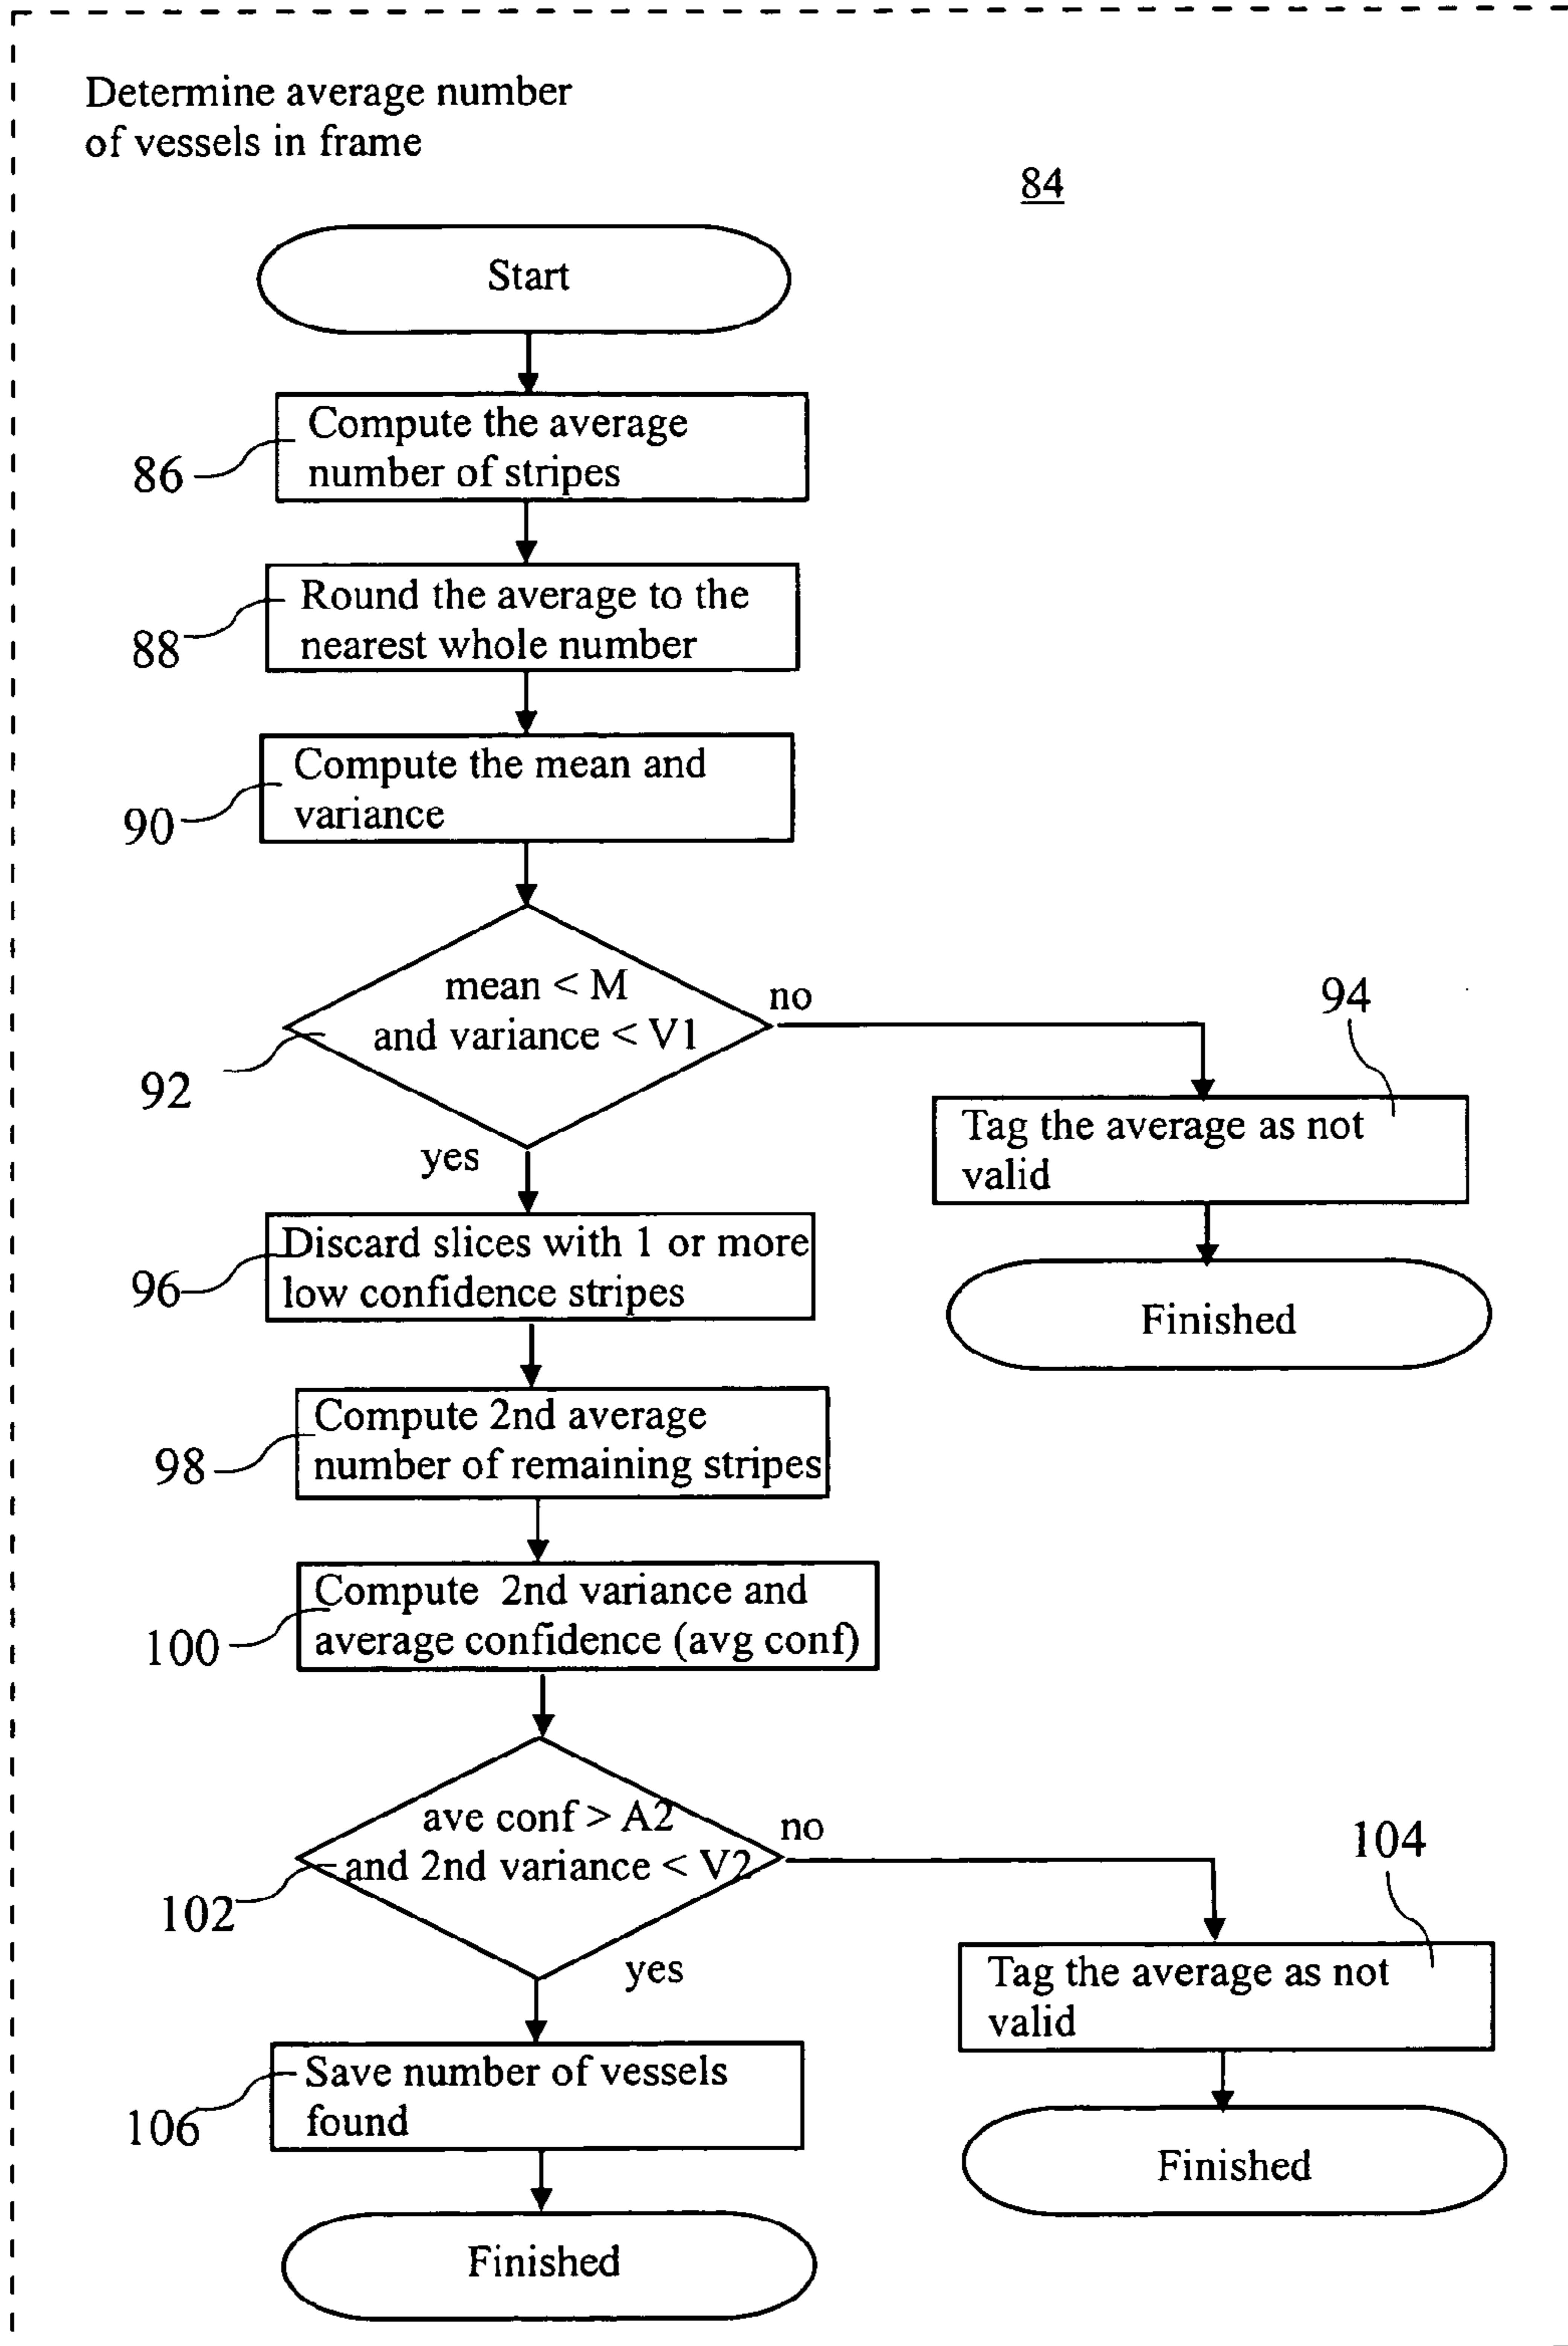 Determine average number
of vessels in frame
84
Start
86
Compute the average
number of stripes
88
Round the average to the
nearest whole number
90
Compute the mean and
variance
92
mean < M
and variance < V1
no
yes
94
Tag the average as not
valid
Finished
96
Discard slices with 1 or more
low confidence stripes
98
Compute 2nd average
number of remaining stripes
100
Compute 2nd variance and
average confidence (avg conf)
102
ave conf > A2
and 2nd variance < V2
no
yes
104
Tag the average as not
valid
Finished
106
Save number of vessels
found
Finished